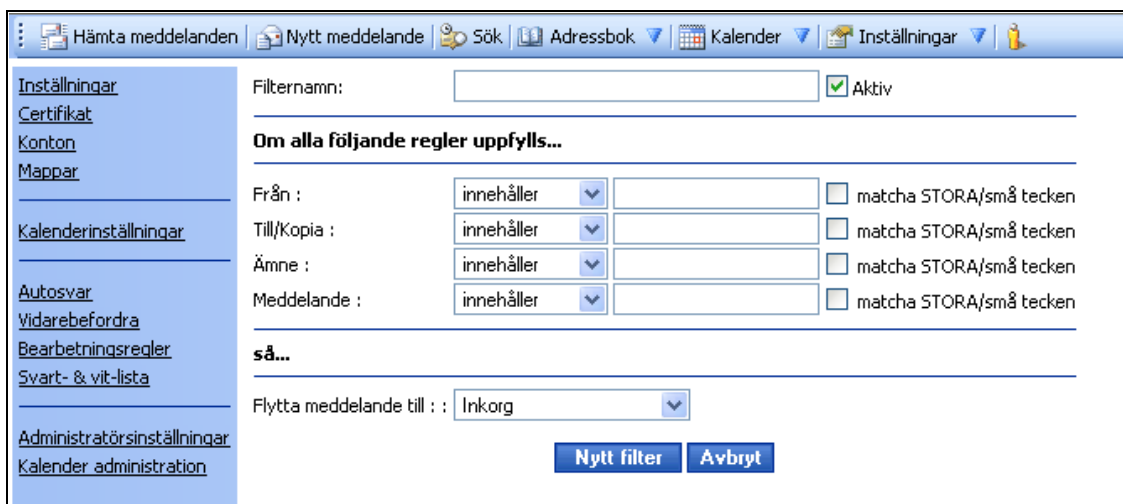 Hämta meddelanden Nytt meddelande Sök Adressbok Kalender Inställningar
Inställningar
Certifikat
Konton
Mappar
Kalenderinställningar
Autosvar
Vidarebefordra
Bearbetningsregler
Svart- & vit-lista
Administratörsinställningar
Kalender administration
Filternamn: Aktiv
Om alla följande regler uppfylls...
Från : innehåller matcha STORA/små tecken
Till/Kopia : innehåller matcha STORA/små tecken
Ämne : innehåller matcha STORA/små tecken
Meddelande : innehåller matcha STORA/små tecken
så...
Flytta meddelande till : : Inkorg
Nytt filter Avbryt